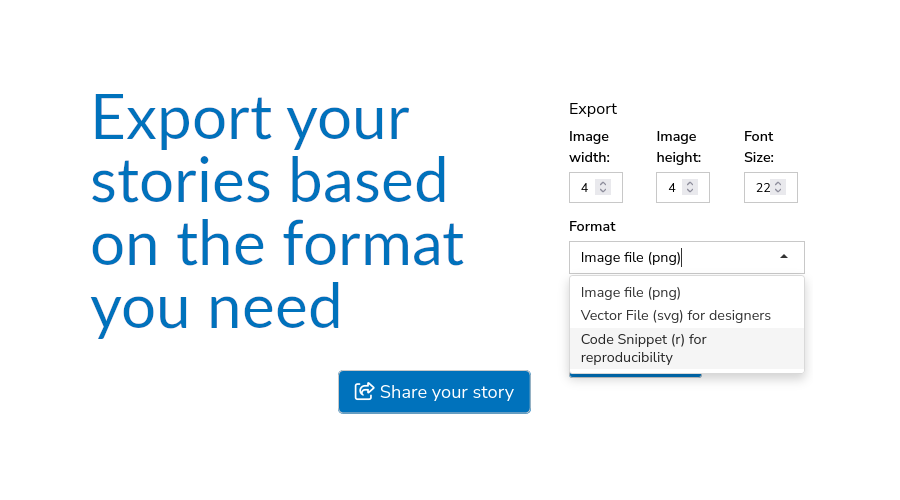 Export your
stories based
on the format
you need
Share your story
Export
Image
width:
Image
height:
Font
Size:
4
4
22
Format
Image file (png)
Image file (png)
Vector File (svg) for designers
Code Snippet (r) for
reproducibility